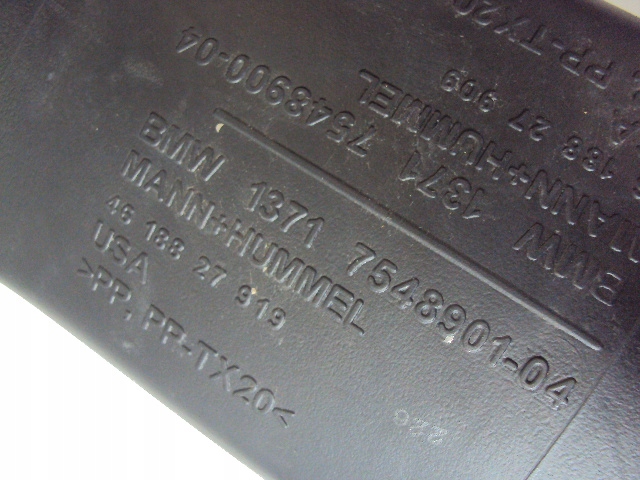 BMW 1371 7548901-04
MANN+HUMMEL
46 188 27 919
USA
>PP, PP-TX20<
BMW 1371 7548900-04
MANN+HUMMEL
188 27 909
PP-TX20